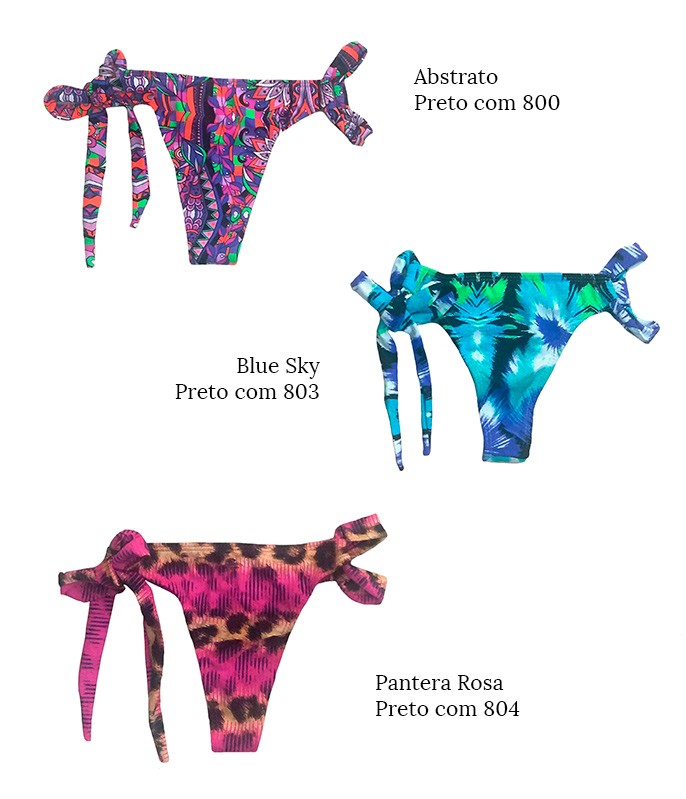 Abstrato
Preto com 800
Blue Sky
Preto com 803
Pantera Rosa
Preto com 804